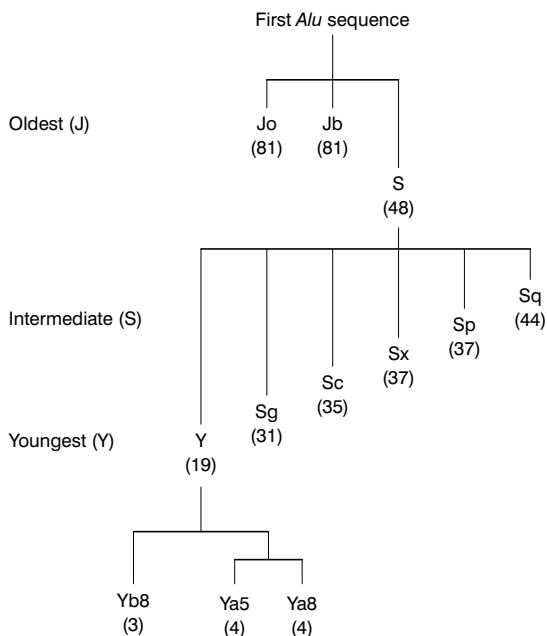 First Alu sequence
Oldest (J)
Jo
(81)
Jb
(81)
S
(48)
Intermediate (S)
Sq
(44)
Sp
(37)
Sx
(37)
Sc
(35)
Sg
(31)
Youngest (Y)
Y
(19)
Yb8
(3)
Ya5
(4)
Ya8
(4)